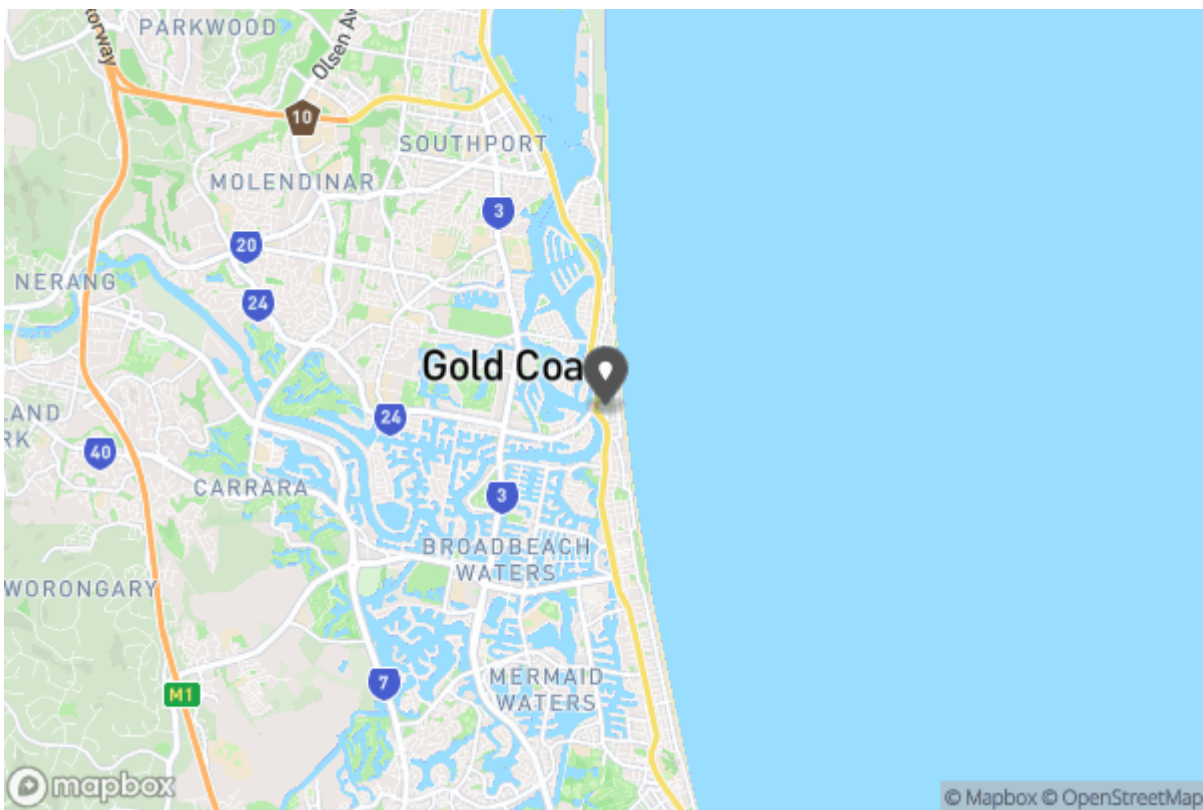 PARKWOOD
torway
Olsen Av
10
SOUTHPORT
MOLENDINAR
3
20
NERANG
24
Gold Coa
24
LAND
RK
40
CARRARA
3
BROADBEACH
WATERS
WORONGARY
MERMAID
WATERS
7
M1
mapbox
© Mapbox © OpenStreetMap